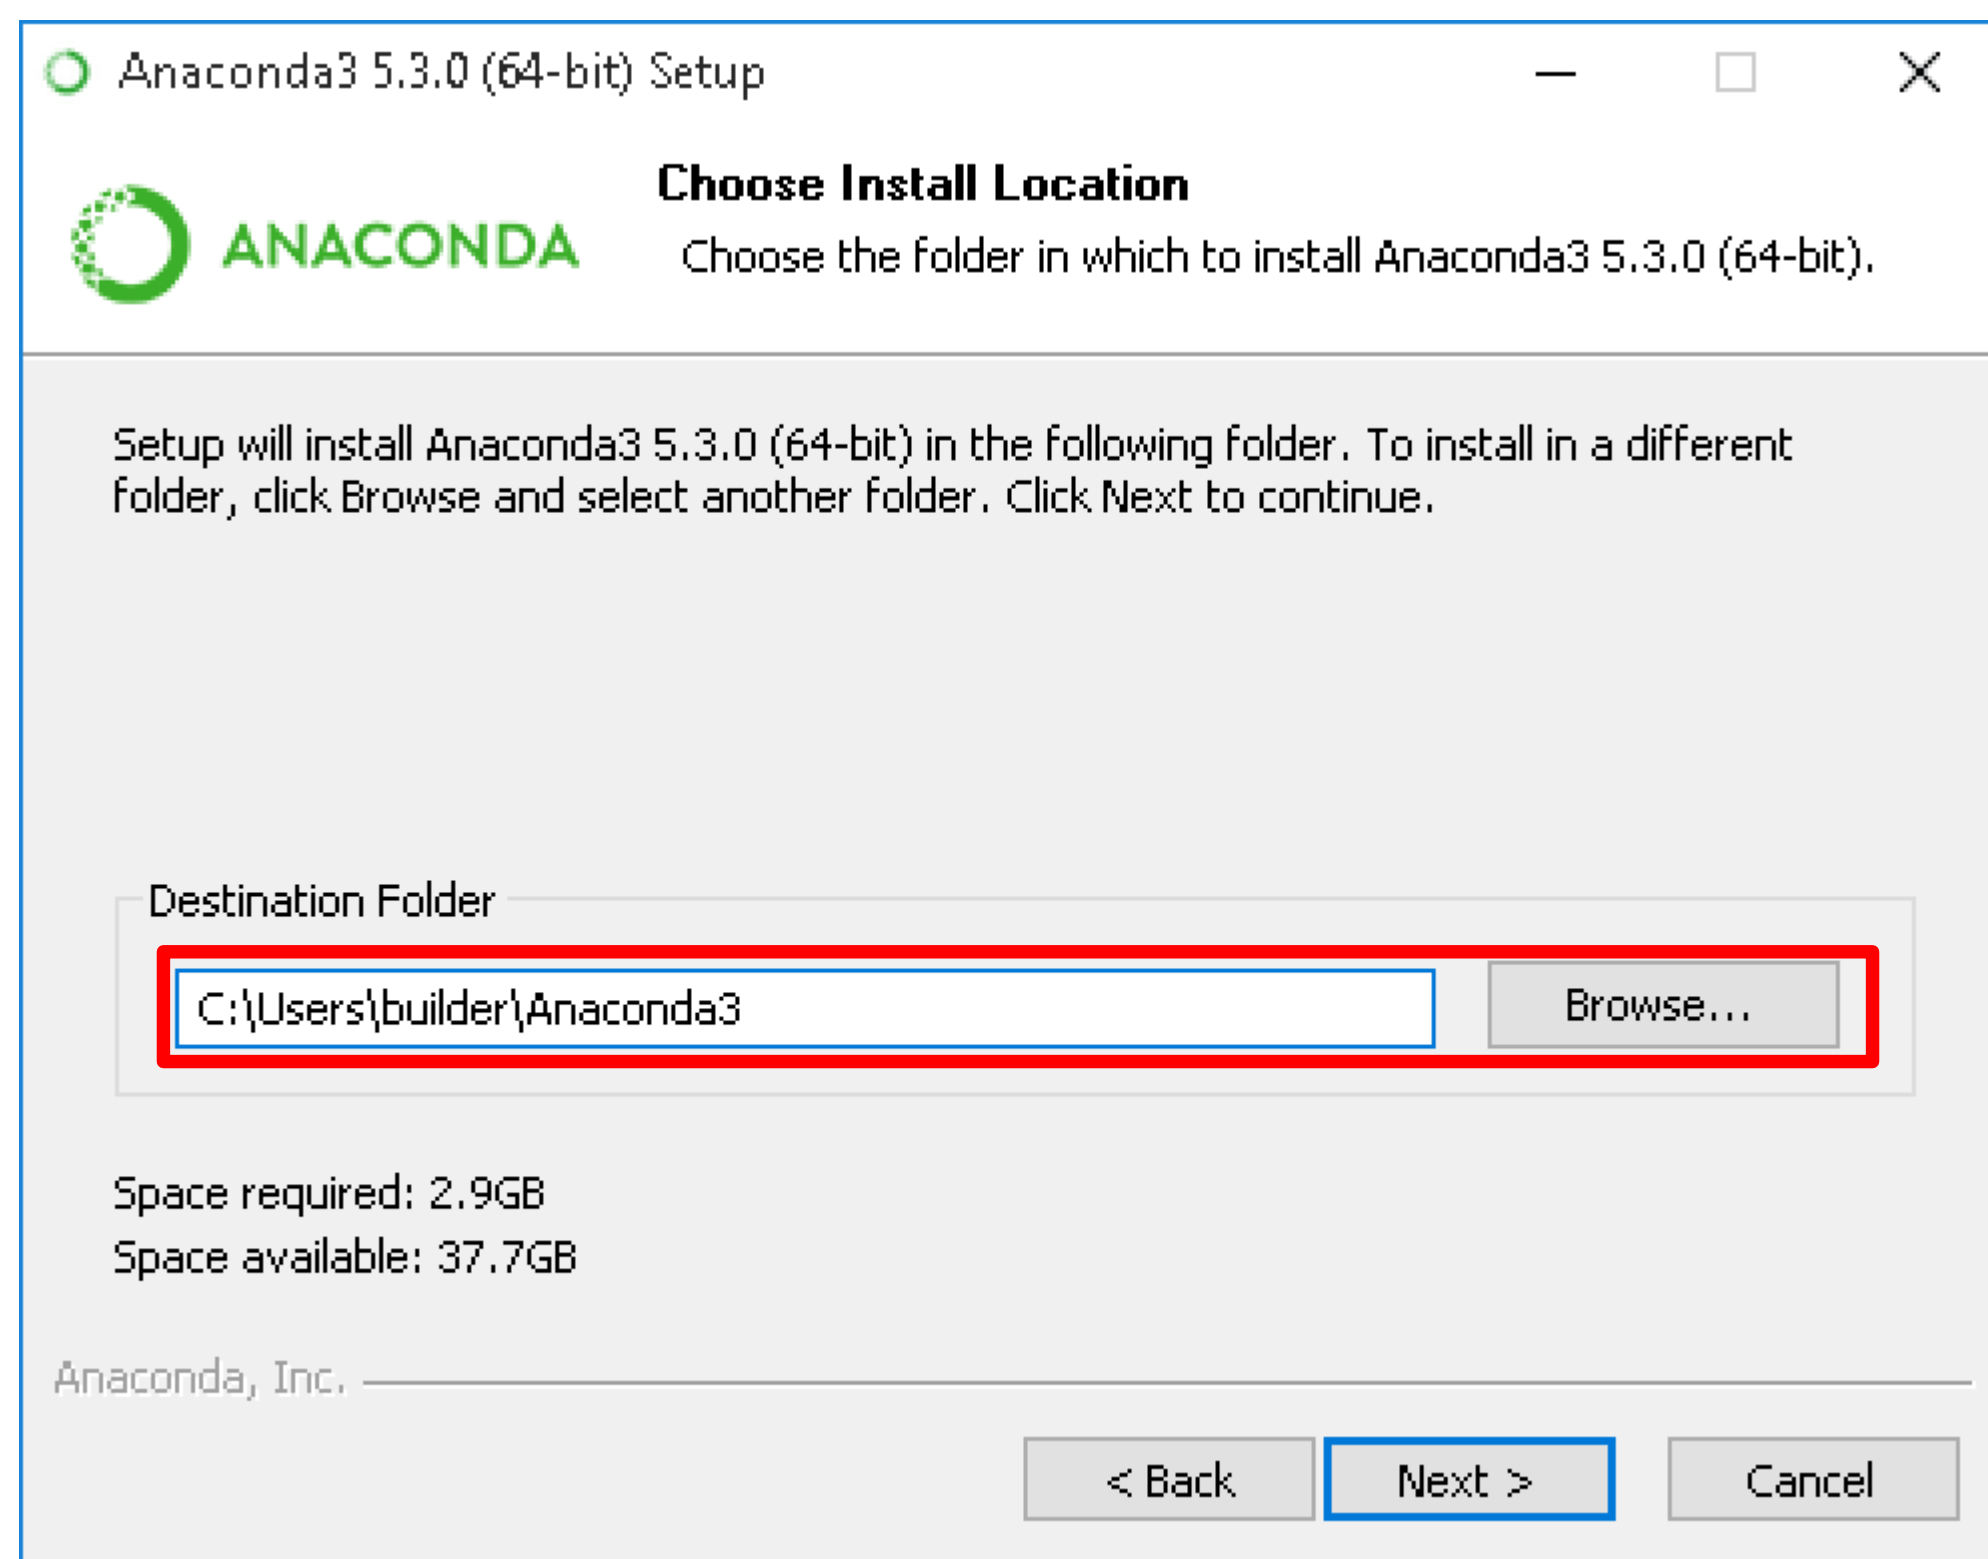 Anaconda3 5.3.0 (64-bit) Setup
ANACONDA
Choose Install Location
Choose the folder in which to install Anaconda3 5.3.0 (64-bit).
Setup will install Anaconda3 5.3.0 (64-bit) in the following folder. To install in a different
folder, click Browse and select another folder. Click Next to continue.
Destination Folder
C:\Users\builder\Anaconda3
Browse...
Space required: 2.9GB
Space available: 37.7GB
Anaconda, Inc.
< Back
Next >
Cancel